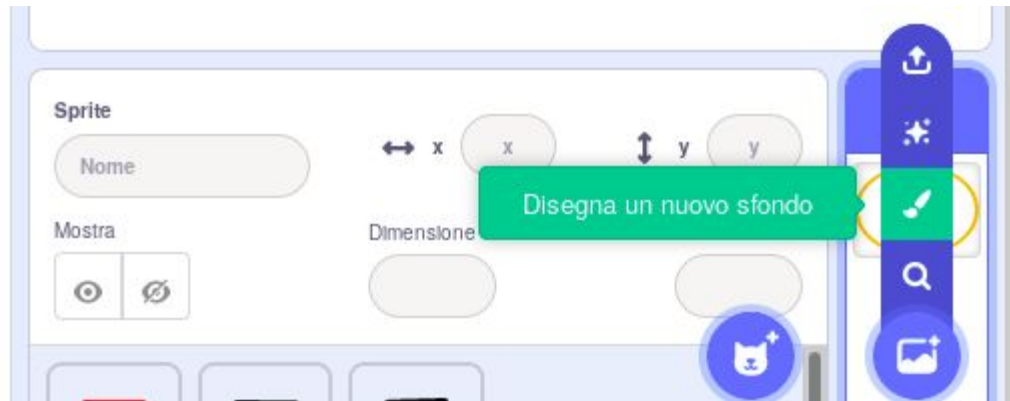 Sprite
Nome
x
x
y
y
Disegna un nuovo sfondo
Mostra
Dimensione